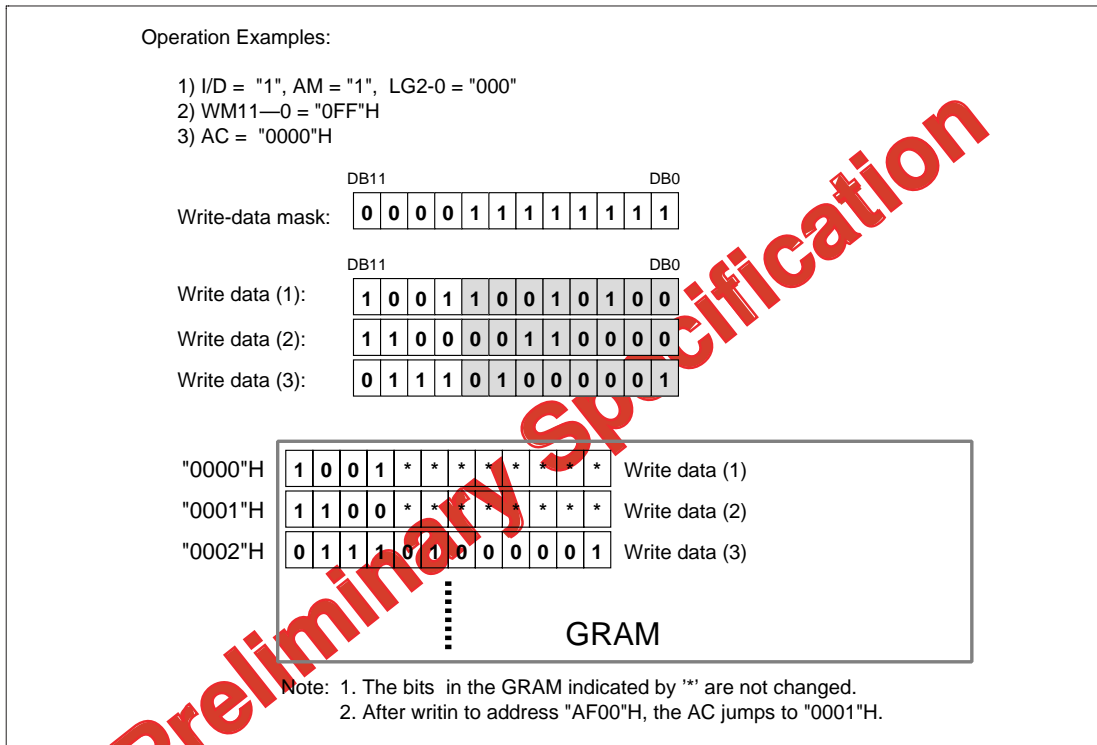 Operation Examples:
1) I/D = "1", AM = "1", LG2-0 = "000"
2) WM11—0 = "0FF"H
3) AC = "0000"H
DB11 DB0
Write-data mask: 0 0 0 0 1 1 1 1 1 1 1 1
DB11 DB0
Write data (1): 1 0 0 1 1 0 0 1 0 1 0 0
Write data (2): 1 1 0 0 0 0 1 1 0 0 0 0
Write data (3): 0 1 1 1 0 1 0 0 0 0 0 1
"0000"H 1 0 0 1 * * * * * * * * Write data (1)
"0001"H 1 1 0 0 * * * * * * * * Write data (2)
"0002"H 0 1 1 1 0 1 0 0 0 0 0 1 Write data (3)
GRAM
Note: 1. The bits in the GRAM indicated by '*' are not changed.
2. After writin to address "AF00"H, the AC jumps to "0001"H.
Preliminary Specification